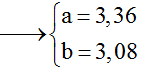 ⟶ { a = 3,36
b = 3,08